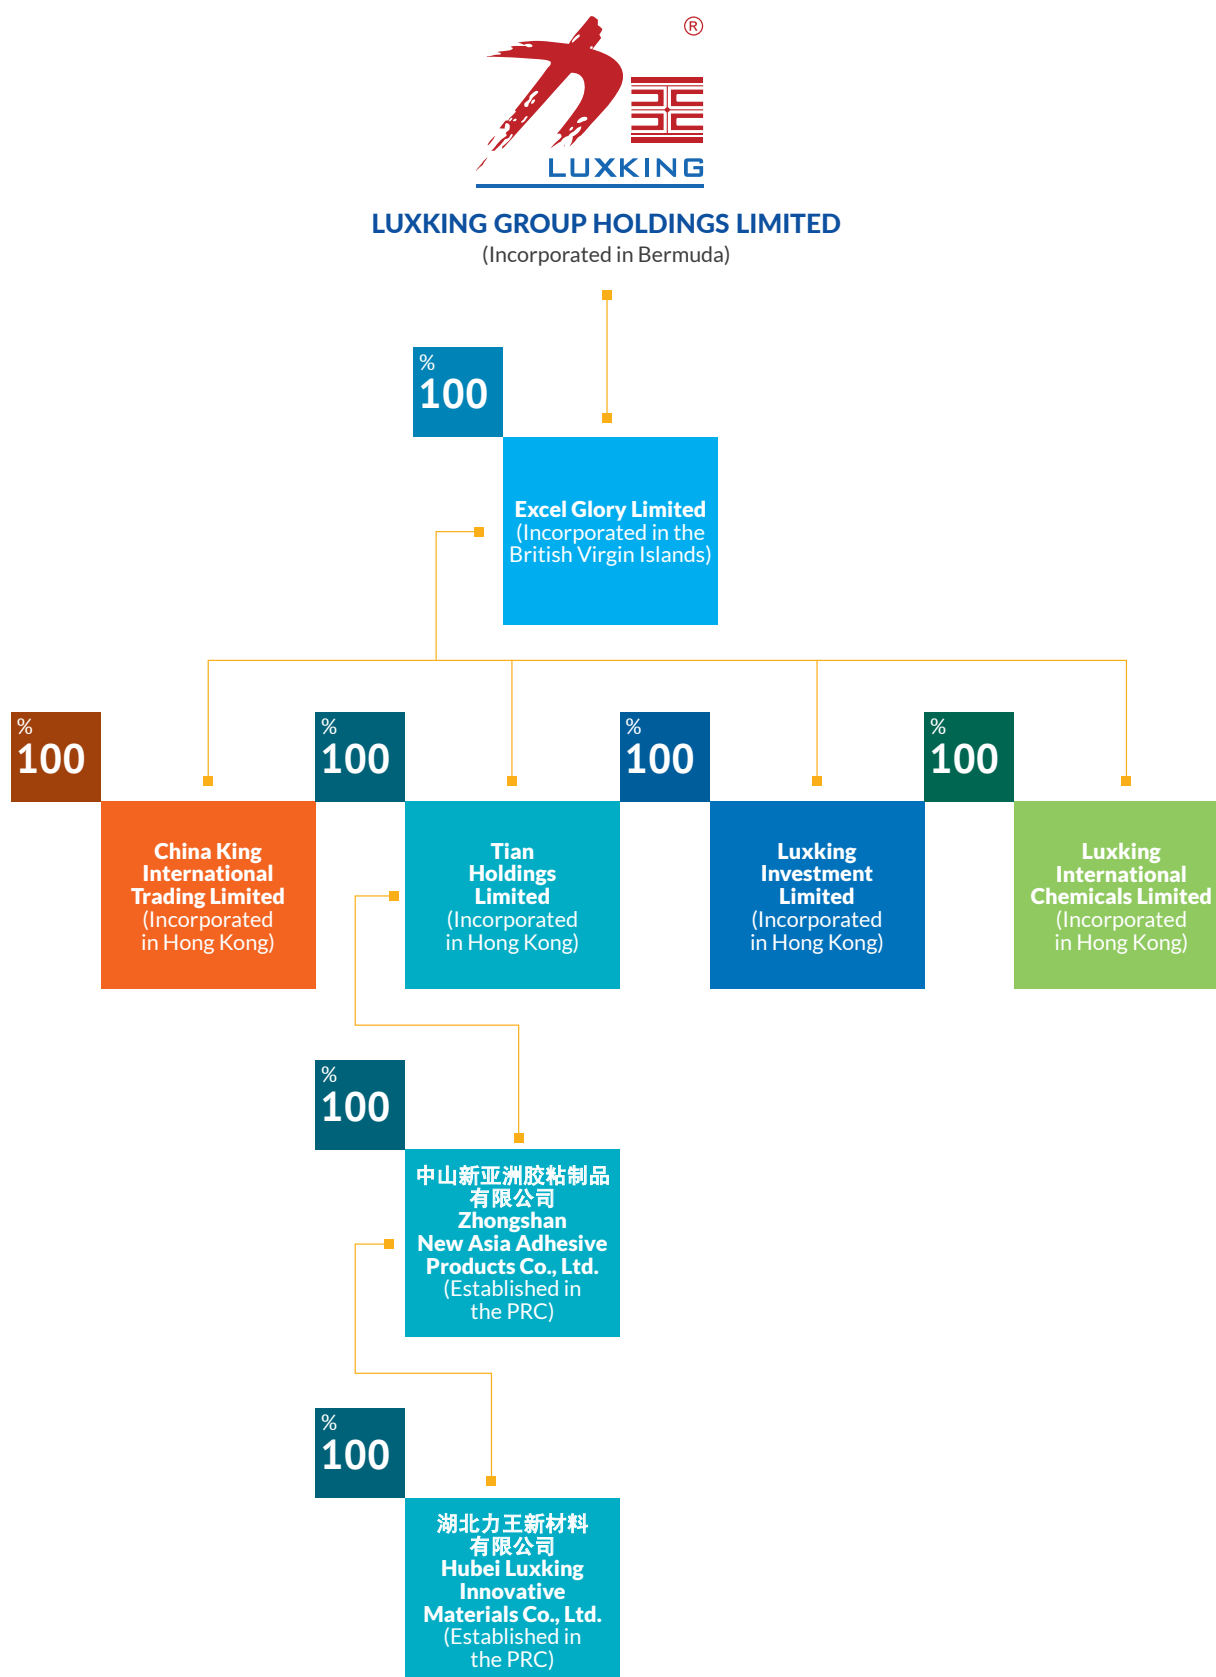 力王
®
LUXKING
LUXKING GROUP HOLDINGS LIMITED
(Incorporated in Bermuda)
%
100
Excel Glory Limited
(Incorporated in the
British Virgin Islands)
%
100
China King
International
Trading Limited
(Incorporated
in Hong Kong)
%
100
Tian
Holdings
Limited
(Incorporated
in Hong Kong)
%
100
Luxking
Investment
Limited
(Incorporated
in Hong Kong)
%
100
Luxking
International
Chemicals Limited
(Incorporated
in Hong Kong)
%
100
中山新亚洲胶粘制品
有限公司
Zhongshan
New Asia Adhesive
Products Co., Ltd.
(Established in
the PRC)
%
100
湖北力王新材料
有限公司
Hubei Luxking
Innovative
Materials Co., Ltd.
(Established in
the PRC)